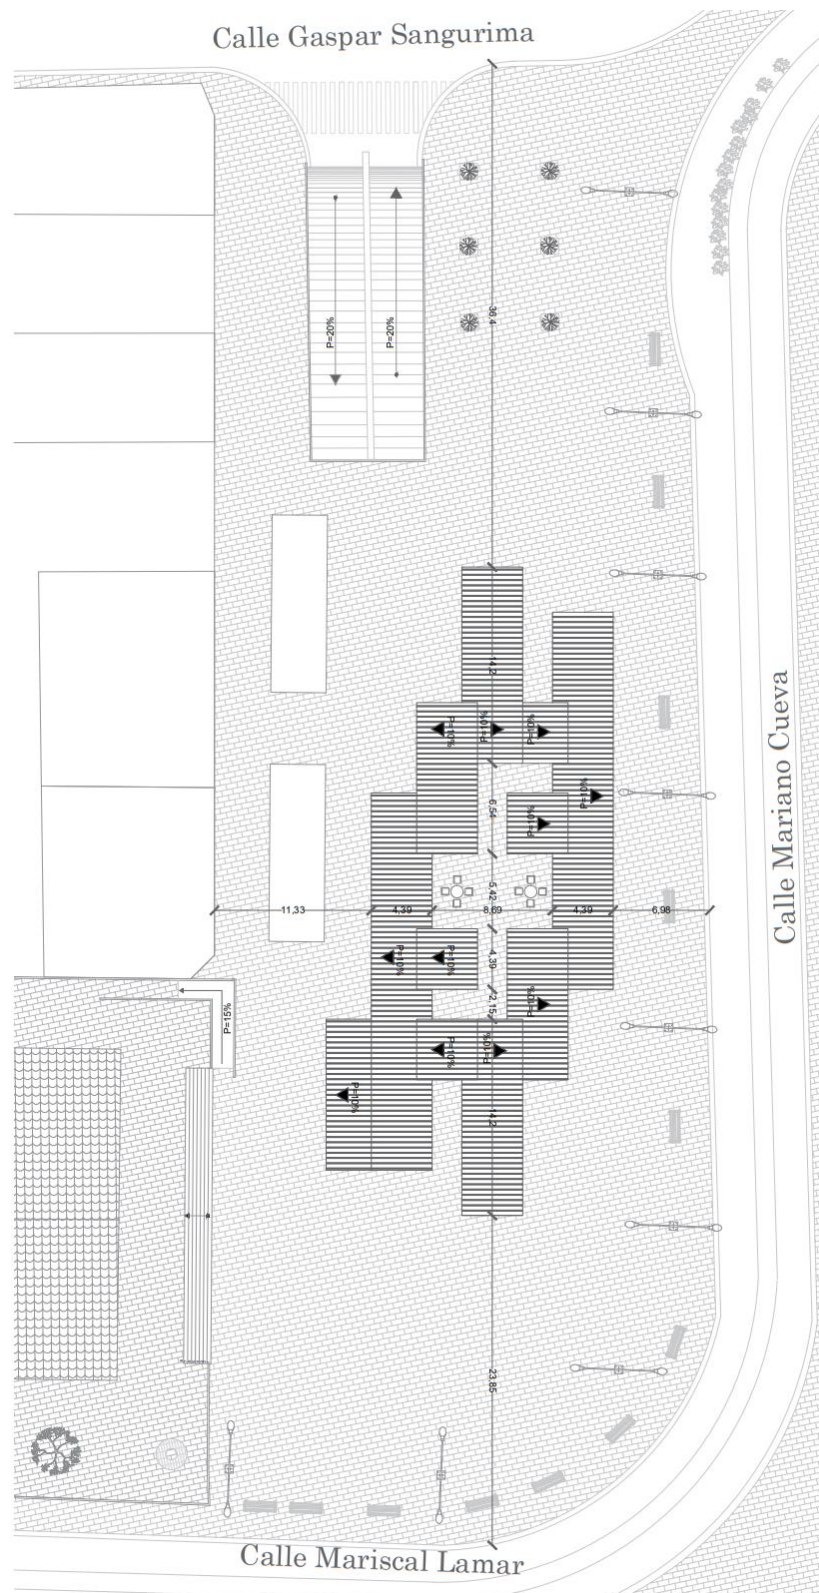 Calle Gaspar Sangurima
36,4
P=20%
P=20%
14,2
P=10%
P=10%
P=10%
P=10%
6,54
P=10%
Calle Mariano Cueva
5,42
11,33
4,39
8,69
4,39
6,98
P=10%
P=10%
4,39
2,15
P=10%
P=15%
P=10%
P=10%
P=10%
14,2
23,85
Calle Mariscal Lamar